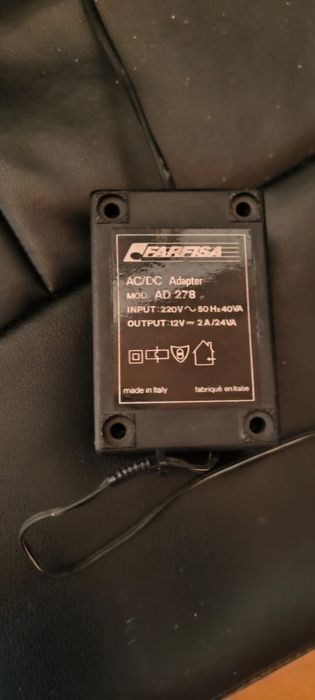 FARFISA
AC/DC Adapter
MOD. AD 278
INPUT: 220V ~ 50 Hz 40VA
OUTPUT: 12V ⎓ 2A/24VA
made in Italy fabriqué en Italie